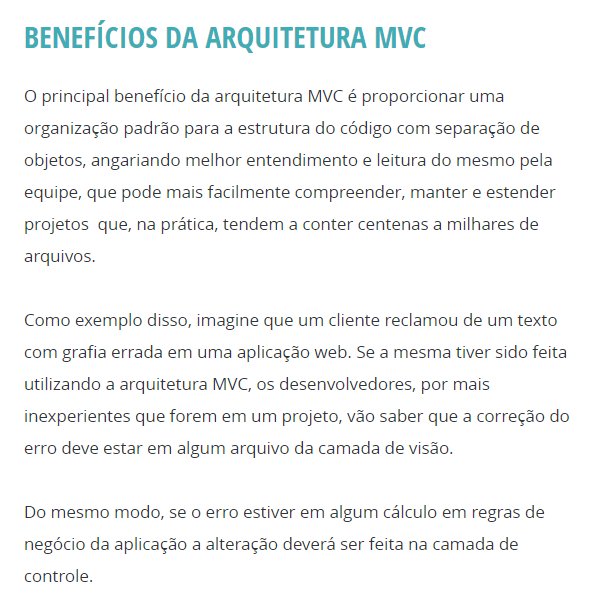 BENEFÍCIOS DA ARQUITETURA MVC
O principal benefício da arquitetura MVC é proporcionar uma
organização padrão para a estrutura do código com separação de
objetos, angariando melhor entendimento e leitura do mesmo pela
equipe, que pode mais facilmente compreender, manter e estender
projetos  que, na prática, tendem a conter centenas a milhares de
arquivos.
Como exemplo disso, imagine que um cliente reclamou de um texto
com grafia errada em uma aplicação web. Se a mesma tiver sido feita
utilizando a arquitetura MVC, os desenvolvedores, por mais
inexperientes que forem em um projeto, vão saber que a correção do
erro deve estar em algum arquivo da camada de visão.
Do mesmo modo, se o erro estiver em algum cálculo em regras de
negócio da aplicação a alteração deverá ser feita na camada de
controle.